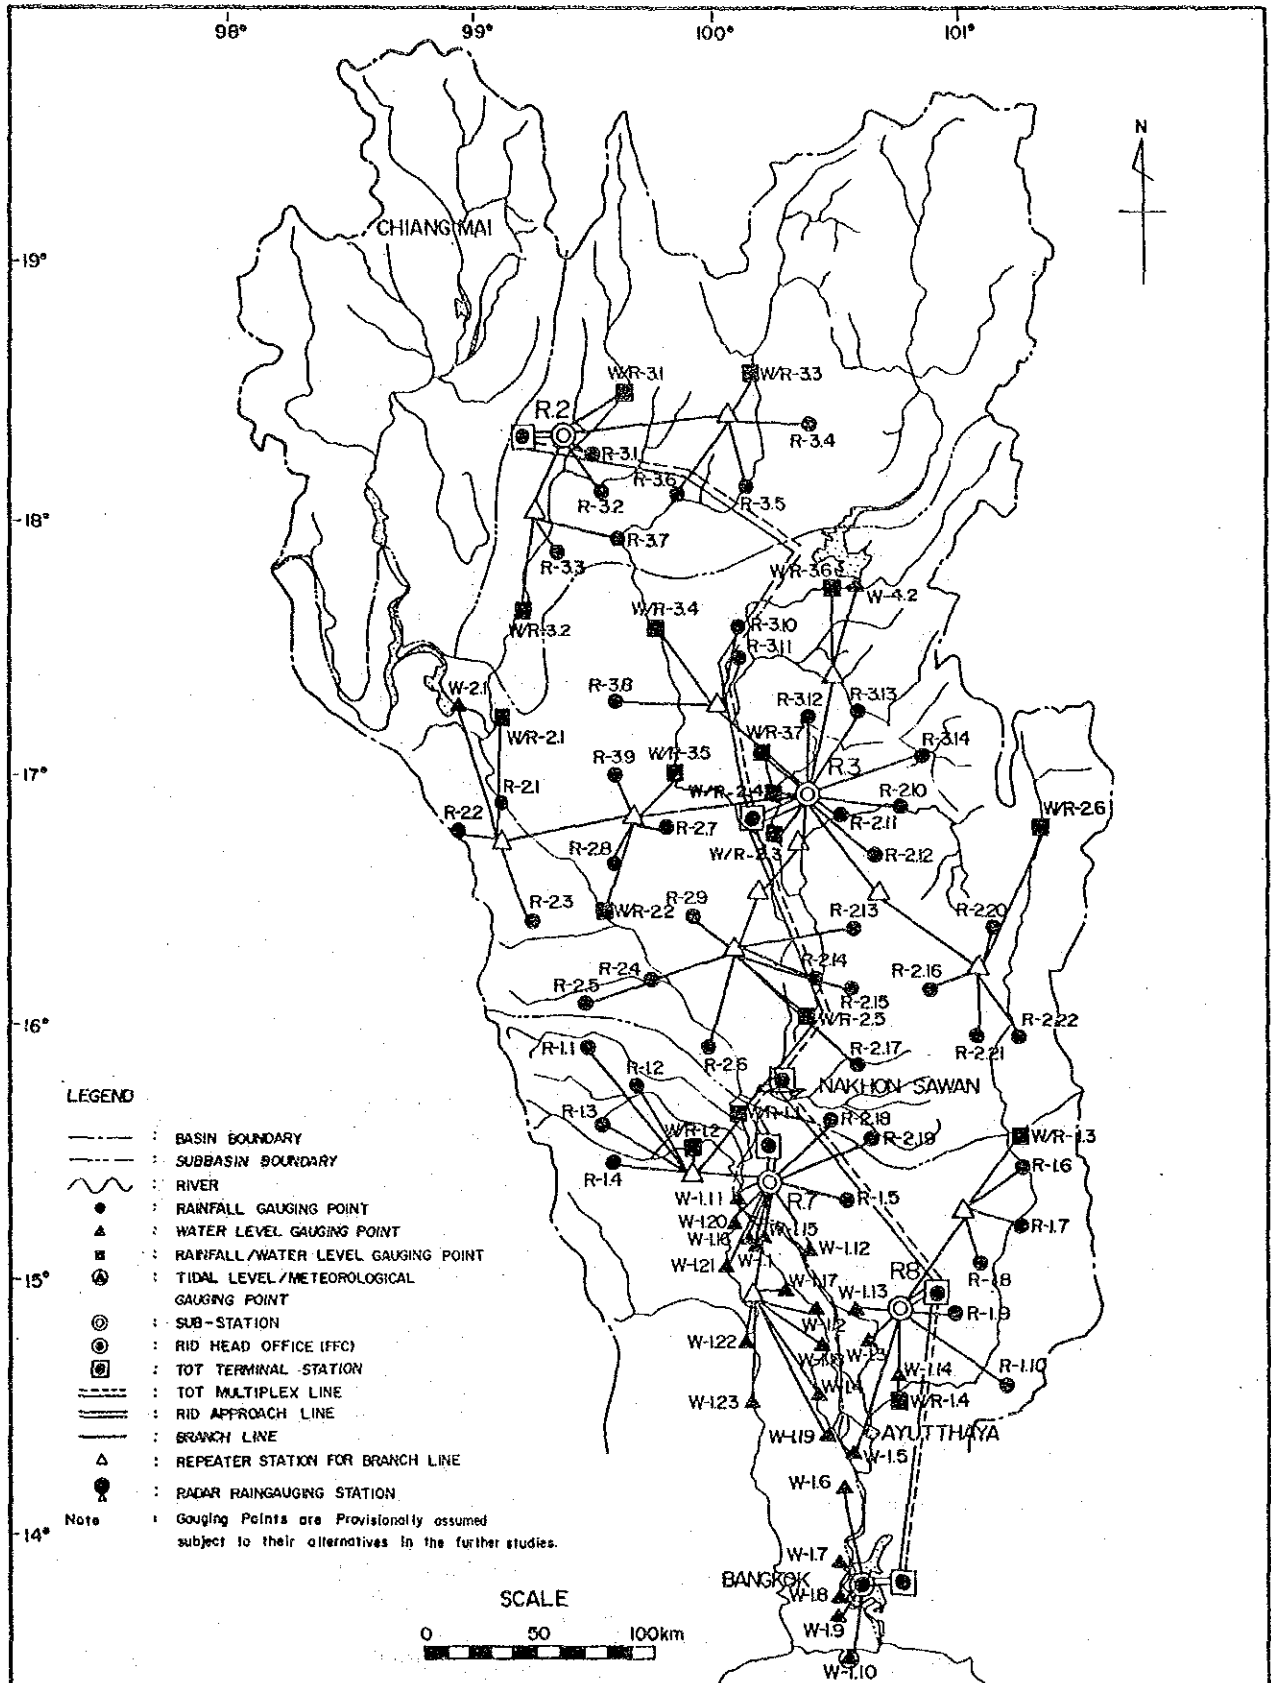 98° 99° 100° 101°
N
CHIANG MAI
19°
W/R-3.1 W/R-3.3
R.2
R-3.4
R-3.1
R-3.6
R-3.2 R-3.5
18°
R-3.7
R-3.3
W/R-3.6
W-4.2
W/R-3.4
R-3.10
W/R-3.2
R-3.11
R-3.8
W-2.1
R-3.12 R-3.13
W/R-2.1
W/R-3.7
R-3.14
W/R-3.5
R-3.9
R.3
17°
W/R-2.4
R-2.1
R-2.10
R-2.2
R-2.11
W/R-2.6
R-2.7
R-2.8
W/R-2.3
R-2.12
R-2.3
W/R-2.2
R-2.9
R-2.13
R-2.20
R-2.4
R-2.14
R-2.16
R-2.5
R-2.15
16°
W/R-2.5
R-2.22
R-2.21
R-1.1
R-2.6
R-2.17
R-1.2
NAKHON SAWAN
LEGEND
W/R-1.1
R-1.3
R-2.18
W/R-1.2
R-2.19
W/R-1.3
R-1.4
R-1.6
W-1.11
R.7
R-1.5
W-1.20
R-1.7
W-1.15
W-1.16
W-1.12
W-1.1
W-1.21
R-1.8
15°
R8
W-1.17
W-1.13
R-1.9
W-1.2
W-1.22
W-1.3
W-1.18
W-1.14
R-1.10
W-1.4
W-1.23
W/R-1.4
W-1.19
AYUTTHAYA
W-1.5
W-1.6
14°
W-1.7
BANGKOK
W-1.8
W-1.9
W-1.10
: BASIN BOUNDARY
: SUBBASIN BOUNDARY
: RIVER
: RAINFALL GAUGING POINT
: WATER LEVEL GAUGING POINT
: RAINFALL/WATER LEVEL GAUGING POINT
: TIDAL LEVEL/METEOROLOGICAL
GAUGING POINT
: SUB-STATION
: RID HEAD OFFICE (FFC)
: TOT TERMINAL STATION
: TOT MULTIPLEX LINE
: RID APPROACH LINE
: BRANCH LINE
: REPEATER STATION FOR BRANCH LINE
: RADAR RAINGAUGING STATION
Note : Gauging Points are Provisionally assumed
subject to their alternatives in the further studies.
SCALE
0 50 100km